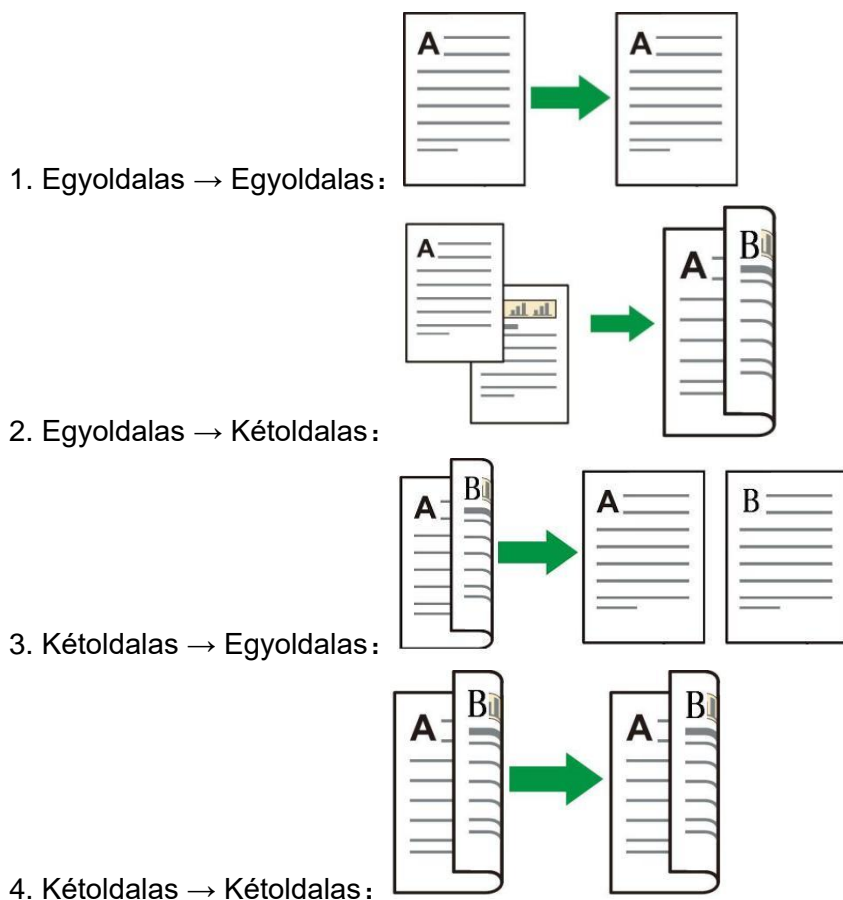 A A
1. Egyoldalas → Egyoldalas：
A A B
2. Egyoldalas → Kétoldalas：
A B A B
3. Kétoldalas → Egyoldalas：
A B A B
4. Kétoldalas → Kétoldalas：